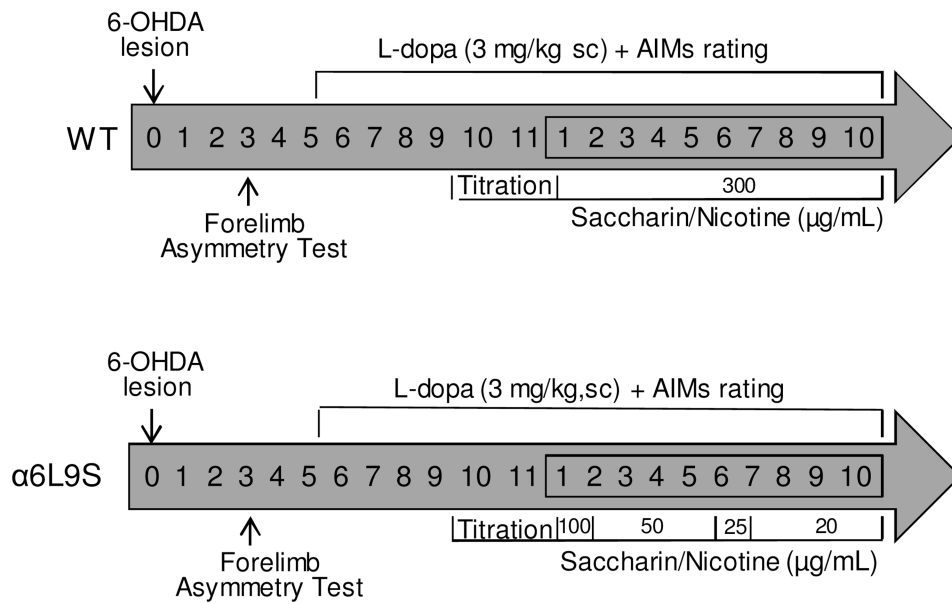 6-OHDA
lesion
L-dopa (3 mg/kg sc) + AIMs rating
WT
0 1 2 3 4 5 6 7 8 9 10 11 1 2 3 4 5 6 7 8 9 10
Titration 300
Forelimb
Asymmetry Test
Saccharin/Nicotine (µg/mL)
6-OHDA
lesion
L-dopa (3 mg/kg,sc) + AIMs rating
α6L9S
0 1 2 3 4 5 6 7 8 9 10 11 1 2 3 4 5 6 7 8 9 10
Titration 100 50 25 20
Forelimb
Asymmetry Test
Saccharin/Nicotine (µg/mL)